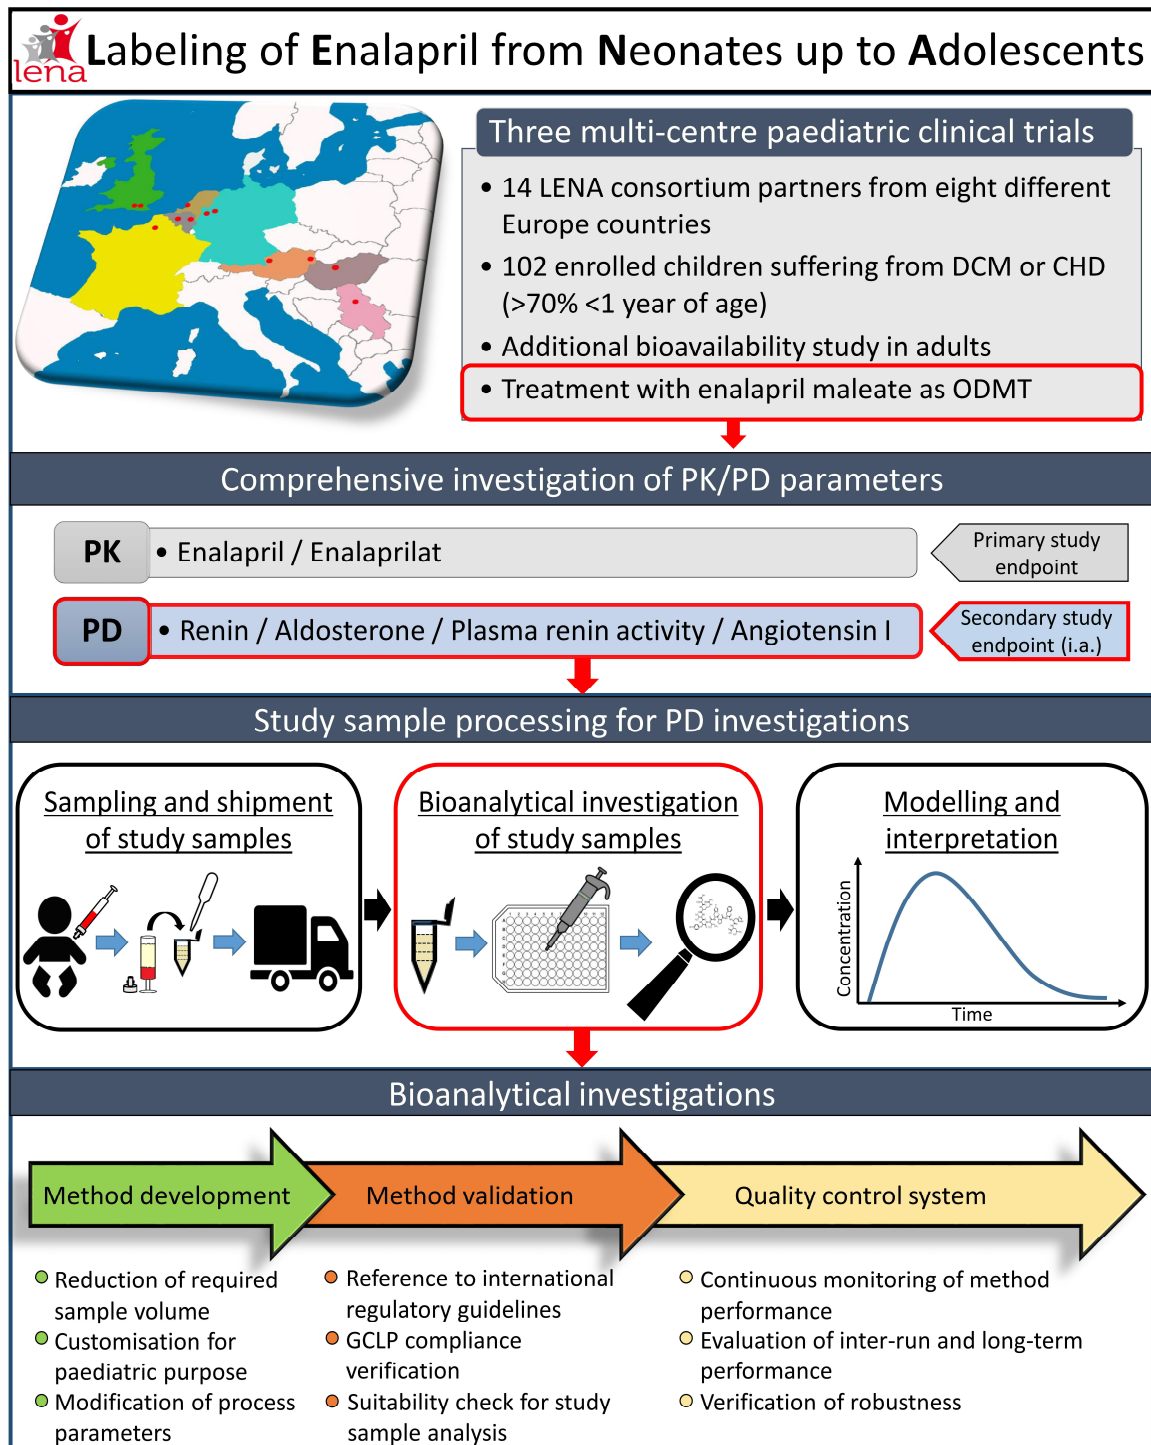 lena
Labeling of Enalapril from Neonates up to Adolescents
Three multi-centre paediatric clinical trials
• 14 LENA consortium partners from eight different
Europe countries
• 102 enrolled children suffering from DCM or CHD
(>70% <1 year of age)
• Additional bioavailability study in adults
• Treatment with enalapril maleate as ODMT
Comprehensive investigation of PK/PD parameters
PK
• Enalapril / Enalaprilat
Primary study
endpoint
PD
• Renin / Aldosterone / Plasma renin activity / Angiotensin I
Secondary study
endpoint (i.a.)
Study sample processing for PD investigations
Sampling and shipment
of study samples
Bioanalytical investigation
of study samples
Modelling and
interpretation
Concentration
Time
Bioanalytical investigations
Method development
Method validation
Quality control system
Reduction of required
sample volume
Customisation for
paediatric purpose
Modification of process
parameters
Reference to international
regulatory guidelines
GCLP compliance
verification
Suitability check for study
sample analysis
Continuous monitoring of method
performance
Evaluation of inter-run and long-term
performance
Verification of robustness